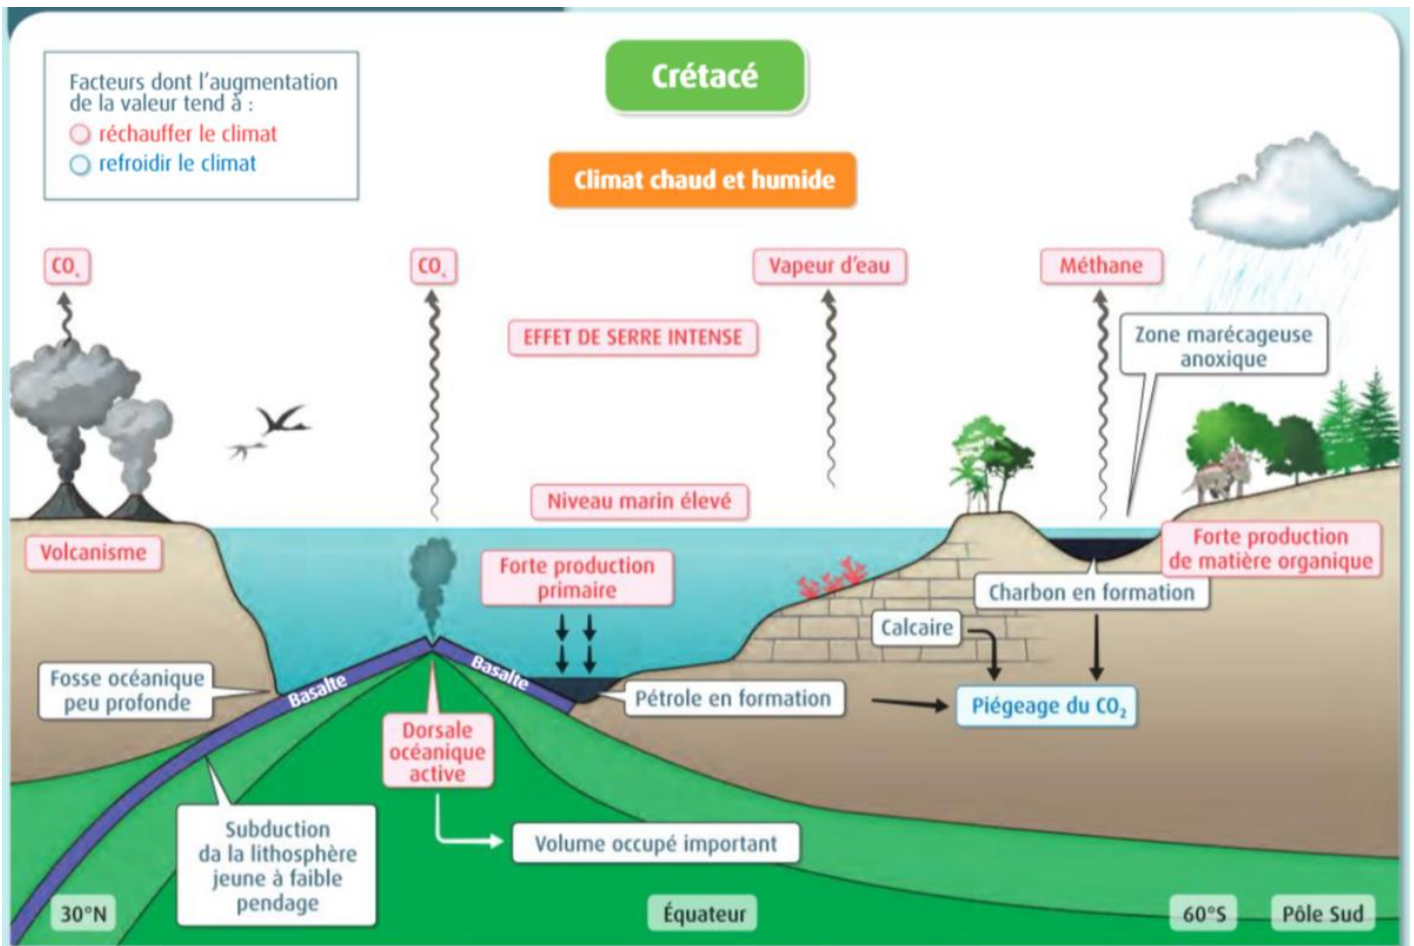 Crétacé
Facteurs dont l'augmentation
de la valeur tend à :
réchauffer le climat
refroidir le climat
Climat chaud et humide
CO
CO
Vapeur d'eau
Méthane
EFFET DE SERRE INTENSE
Zone marécageuse
anoxique
Niveau marin élevé
Volcanisme
Forte production
primaire
Forte production
de matière organique
Charbon en formation
Calcaire
Fosse océanique
peu profonde
Basalte
Basalte
Pétrole en formation
Piégeage du CO₂
Dorsale
océanique
active
Subduction
da la lithosphère
jeune à faible
pendage
Volume occupé important
30°N
Équateur
60°S
Pôle Sud